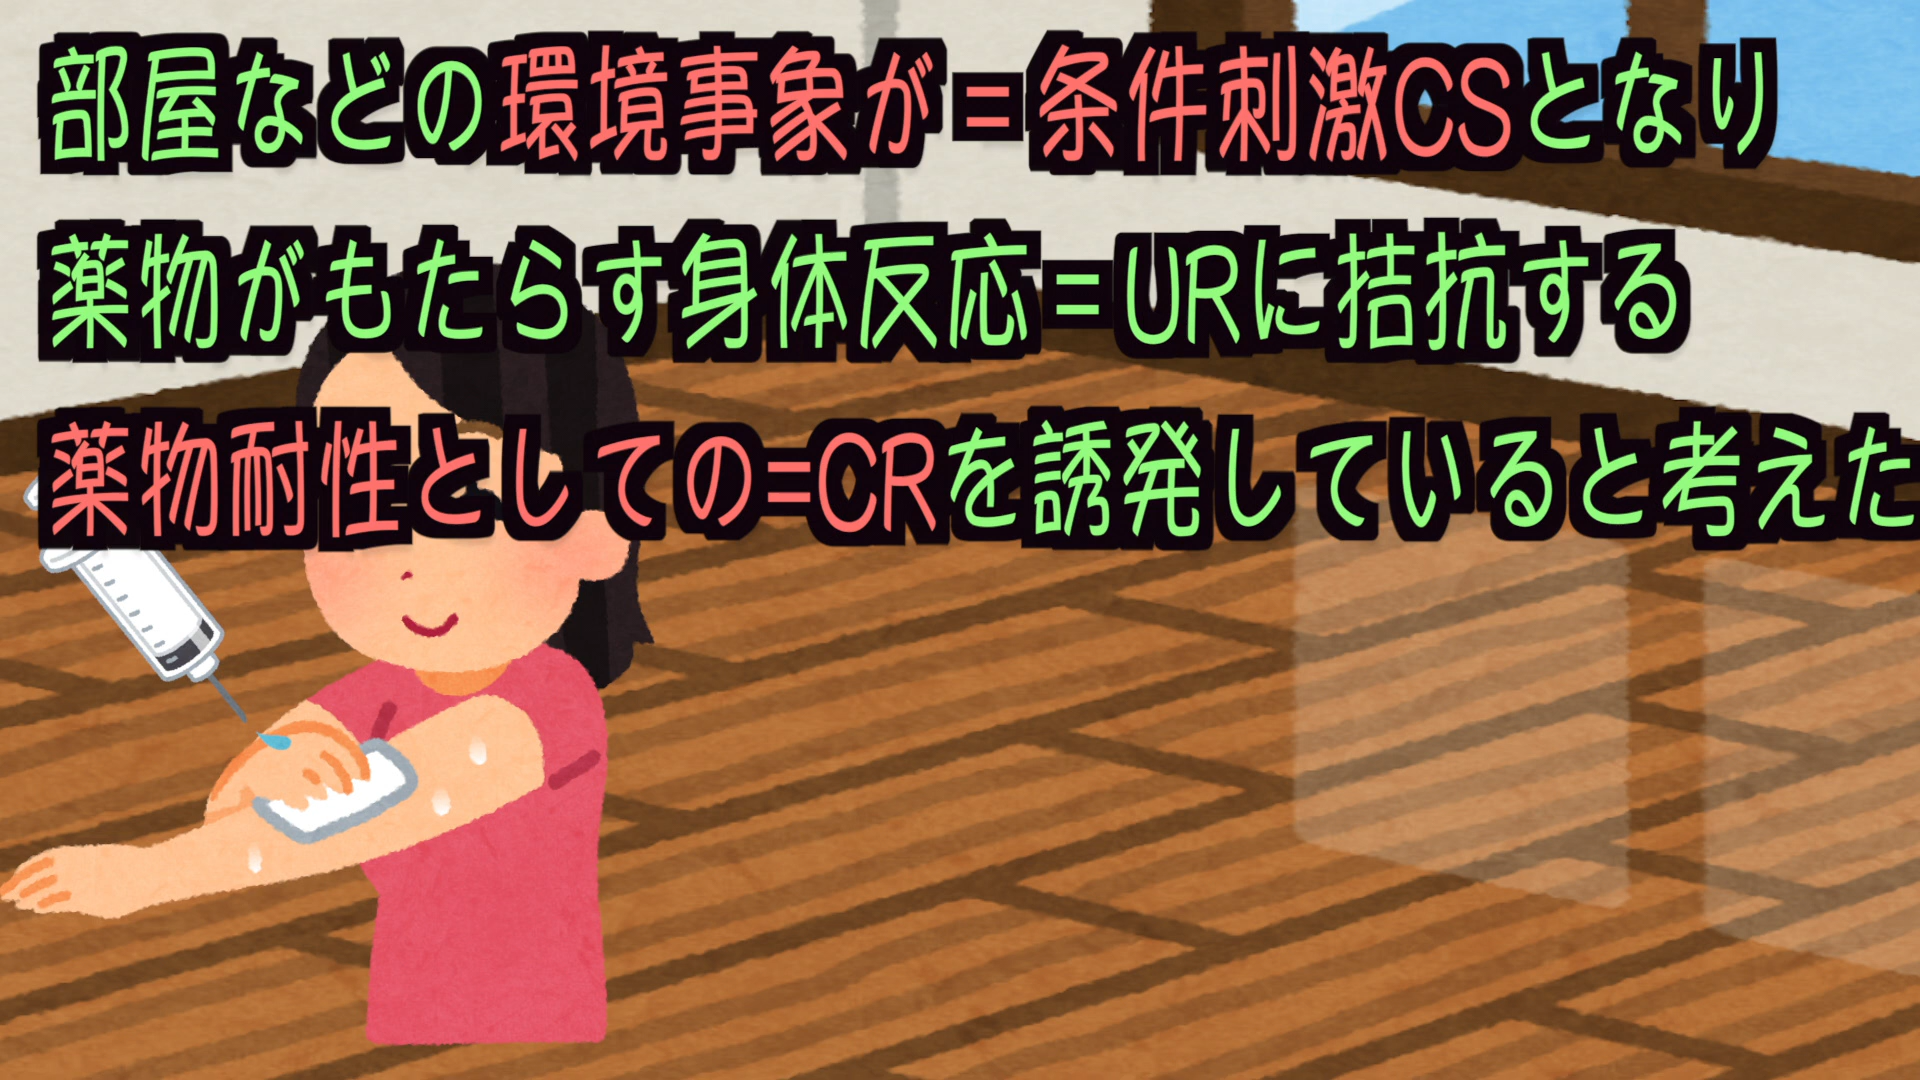 部屋などの環境事象が=条件刺激CSとなり
薬物がもたらす身体反応=URに拮抗する
薬物耐性としての=CRを誘発していると考えた